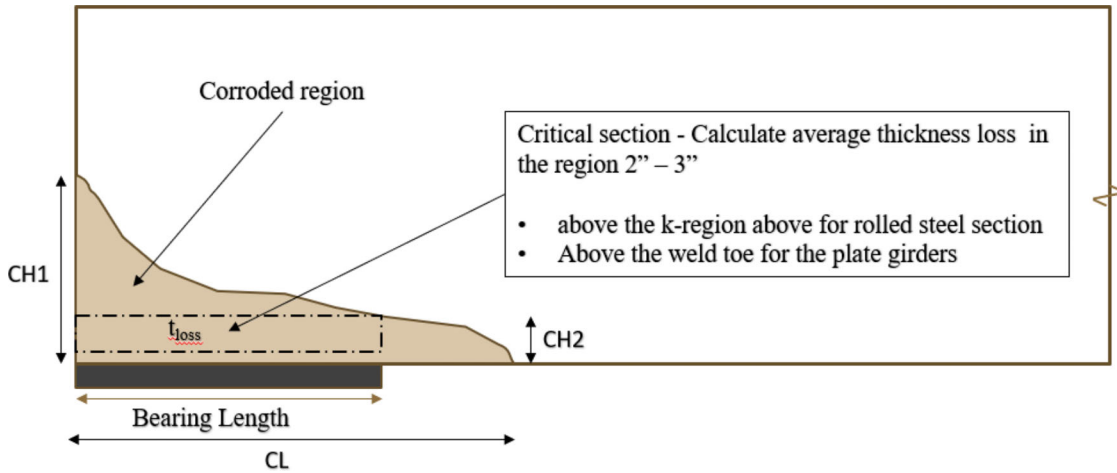 Corroded region
Critical section - Calculate average thickness loss in
the region 2” – 3”
• above the k-region above for rolled steel section
• Above the weld toe for the plate girders
CH1
t_loss
CH2
Bearing Length
CL